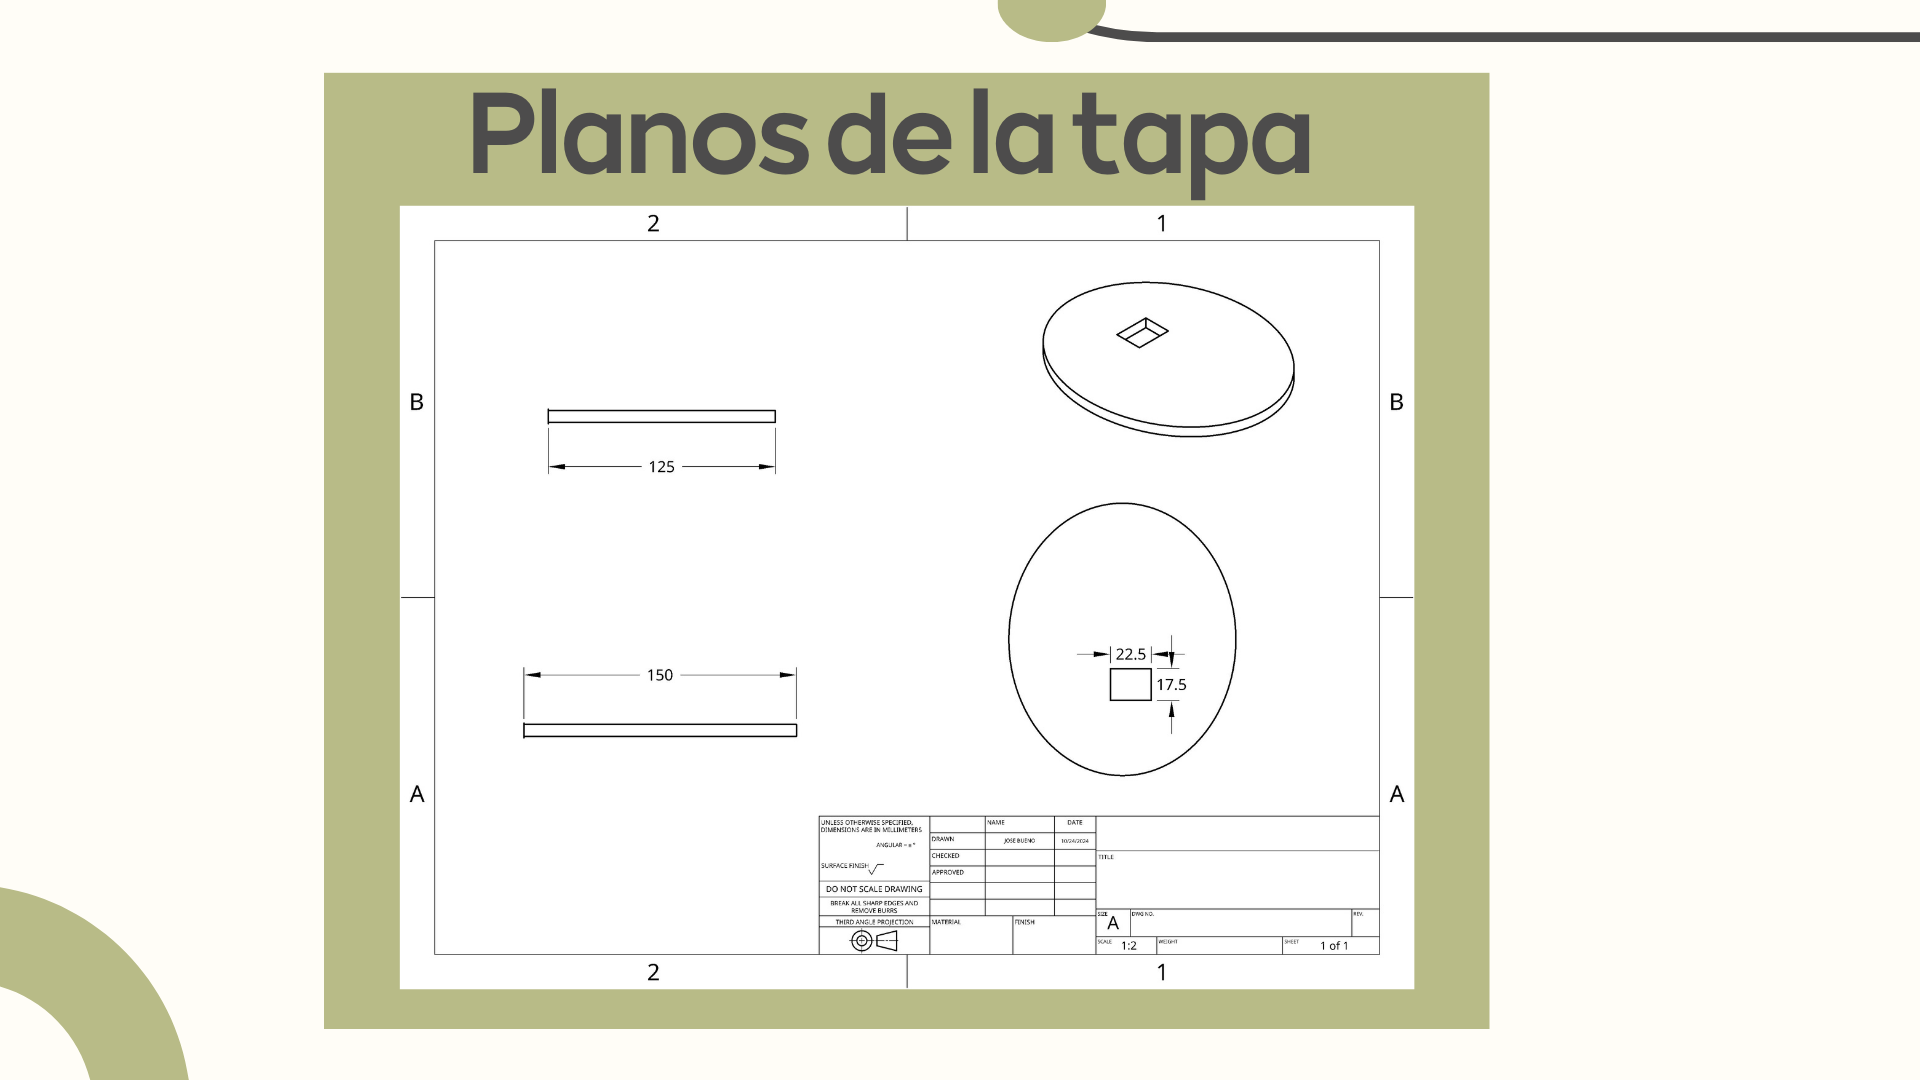 Planos de la tapa
2 1
B B
125
150
22.5
17.5
A A
UNLESS OTHERWISE SPECIFIED,
DIMENSIONS ARE IN MILLIMETERS
ANGULAR = ± °
SURFACE FINISH
DO NOT SCALE DRAWING
BREAK ALL SHARP EDGES AND
REMOVE BURRS
THIRD ANGLE PROJECTION
NAME DATE
DRAWN JOSE BUENO 10/24/2024
CHECKED
APPROVED
MATERIAL FINISH
TITLE
SIZE A DWG NO. REV.
SCALE 1:2 WEIGHT SHEET 1 of 1
2 1